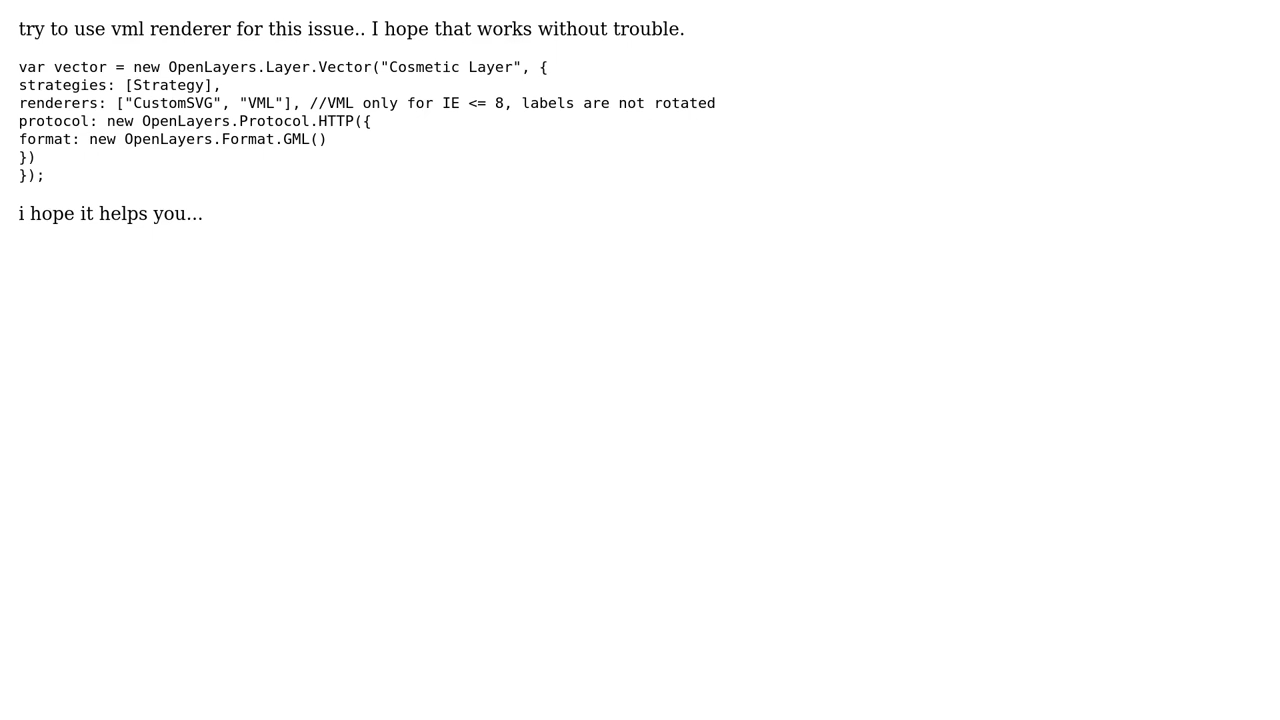 try to use vml renderer for this issue.. I hope that works without trouble.
var vector = new OpenLayers.Layer.Vector("Cosmetic Layer", {
strategies: [Strategy],
renderers: ["CustomSVG", "VML"], //VML only for IE <= 8, labels are not rotated
protocol: new OpenLayers.Protocol.HTTP({
format: new OpenLayers.Format.GML()
})
});
i hope it helps you...